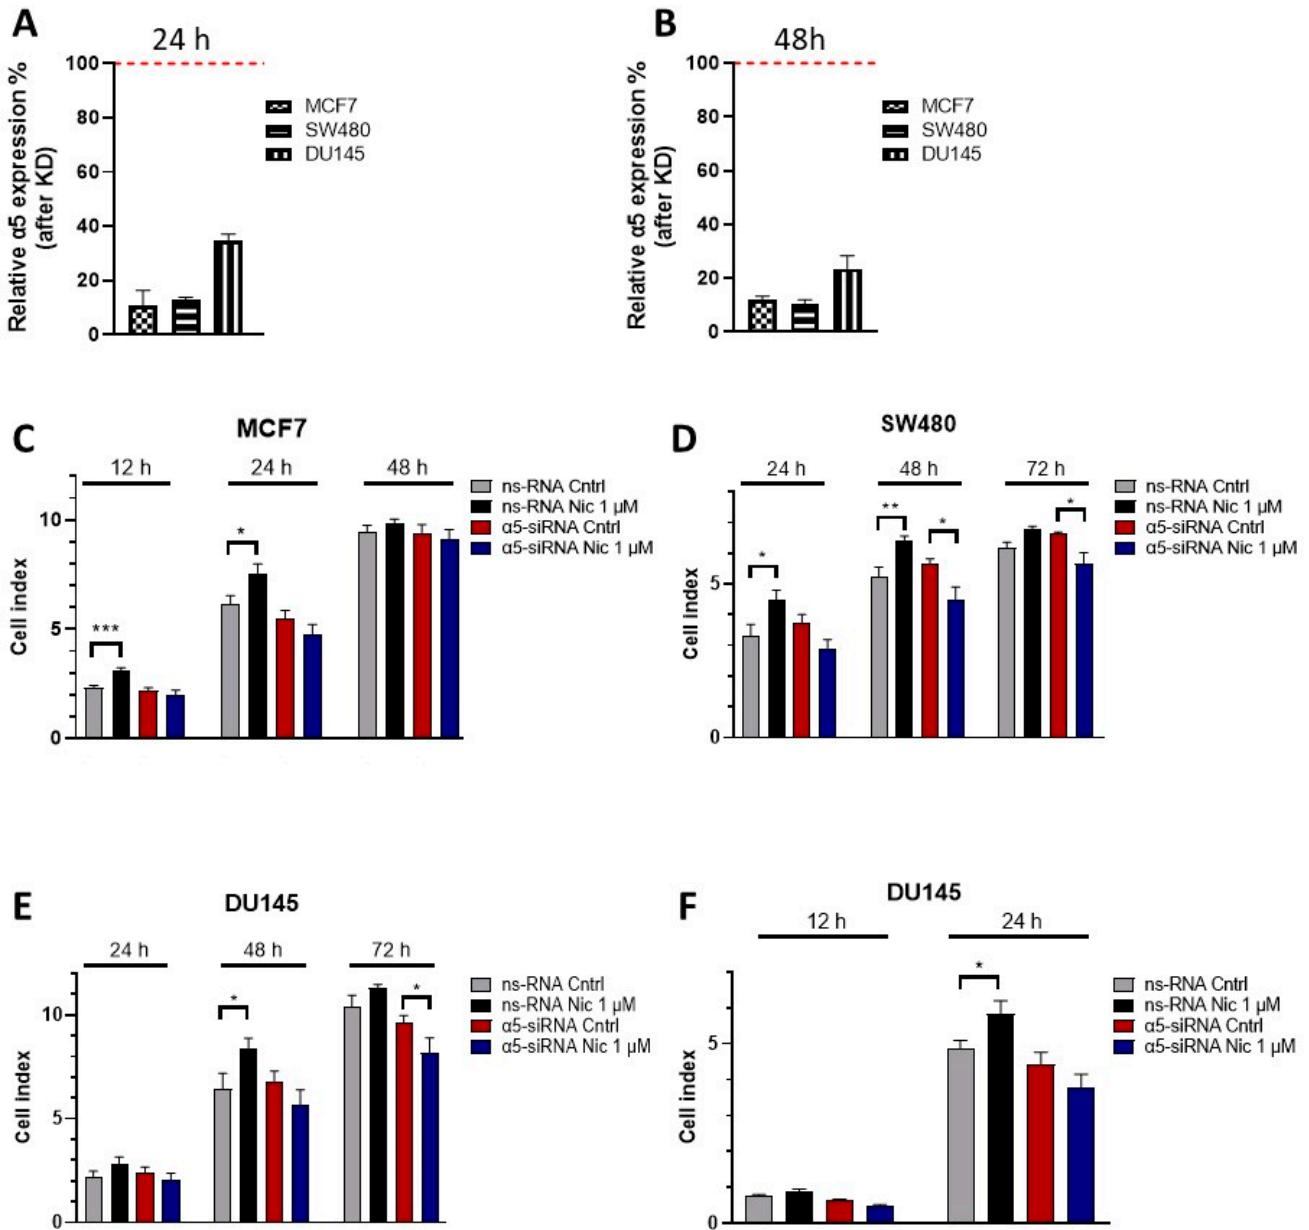 A
24 h
Relative α5 expression %
(after KD)
100
80
60
40
20
0
MCF7
SW480
DU145
B
48h
Relative α5 expression %
(after KD)
100
80
60
40
20
0
MCF7
SW480
DU145
C
MCF7
12 h
24 h
48 h
Cell index
10
5
0
***
*
ns-RNA Cntrl
ns-RNA Nic 1 µM
α5-siRNA Cntrl
α5-siRNA Nic 1 µM
D
SW480
24 h
48 h
72 h
Cell index
5
0
*
**
*
*
ns-RNA Cntrl
ns-RNA Nic 1 µM
α5-siRNA Cntrl
α5-siRNA Nic 1 µM
E
DU145
24 h
48 h
72 h
Cell index
10
5
0
*
*
ns-RNA Cntrl
ns-RNA Nic 1 µM
α5-siRNA Cntrl
α5-siRNA Nic 1 µM
F
DU145
12 h
24 h
Cell index
5
0
*
ns-RNA Cntrl
ns-RNA Nic 1 µM
α5-siRNA Cntrl
α5-siRNA Nic 1 µM